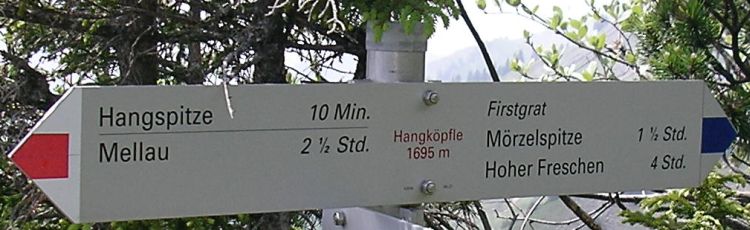 Hangspitze 10 Min.
Mellau 2 ½ Std.
Hangköpfle
1695 m
Firstgrat
Mörzelspitze 1 ½ Std.
Hoher Freschen 4 Std.